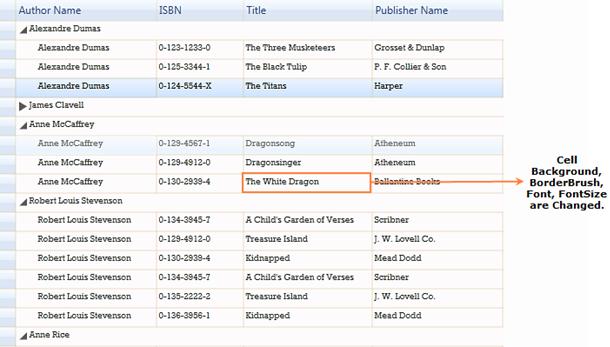 Author Name ISBN Title Publisher Name
Alexandre Dumas
Alexandre Dumas 0-123-1233-0 The Three Musketeers Grosset & Dunlap
Alexandre Dumas 0-125-3344-1 The Black Tulip P. F. Collier & Son
Alexandre Dumas 0-124-5544-X The Titans Harper
James Clavell
Anne McCaffrey
Anne McCaffrey 0-129-4567-1 Dragonsong Atheneum
Anne McCaffrey 0-129-4912-0 Dragonsinger Atheneum
Anne McCaffrey 0-130-2939-4 The White Dragon Ballantine Books
Robert Louis Stevenson
Robert Louis Stevenson 0-134-3945-7 A Child's Garden of Verses Scribner
Robert Louis Stevenson 0-129-4912-0 Treasure Island J. W. Lovell Co.
Robert Louis Stevenson 0-130-2939-4 Kidnapped Mead Dodd
Robert Louis Stevenson 0-134-3945-7 A Child's Garden of Verses Scribner
Robert Louis Stevenson 0-135-2222-2 Treasure Island J. W. Lovell Co.
Robert Louis Stevenson 0-136-3956-1 Kidnapped Mead Dodd
Anne Rice
Cell
Background,
BorderBrush,
Font, FontSize
are Changed.